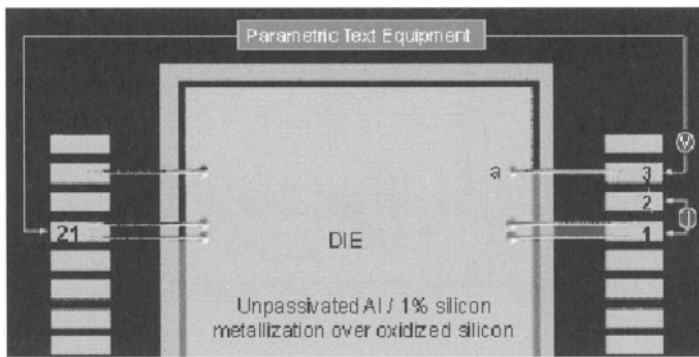 Parametric Text Equipment
V
a
3
2
I
21
1
DIE
Unpassivated Al / 1% silicon
metallization over oxidized silicon